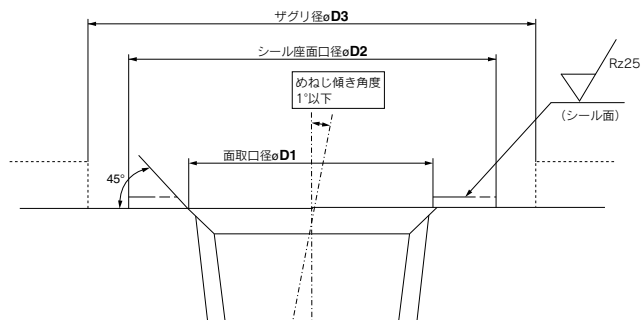 ザグリ径øD3
シール座面口径øD2
めねじ傾き角度
1°以下
Rz25
(シール面)
面取口径øD1
45°